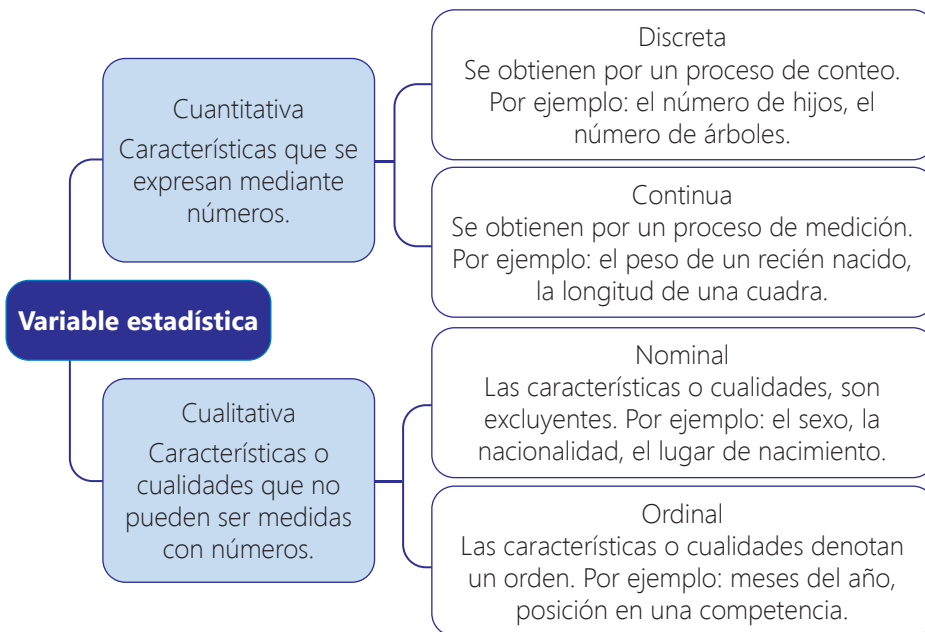 Variable estadística
Cuantitativa
Características que se
expresan mediante
números.
Discreta
Se obtienen por un proceso de conteo.
Por ejemplo: el número de hijos, el
número de árboles.
Continua
Se obtienen por un proceso de medición.
Por ejemplo: el peso de un recién nacido,
la longitud de una cuadra.
Cualitativa
Características o
cualidades que no
pueden ser medidas
con números.
Nominal
Las características o cualidades, son
excluyentes. Por ejemplo: el sexo, la
nacionalidad, el lugar de nacimiento.
Ordinal
Las características o cualidades denotan
un orden. Por ejemplo: meses del año,
posición en una competencia.